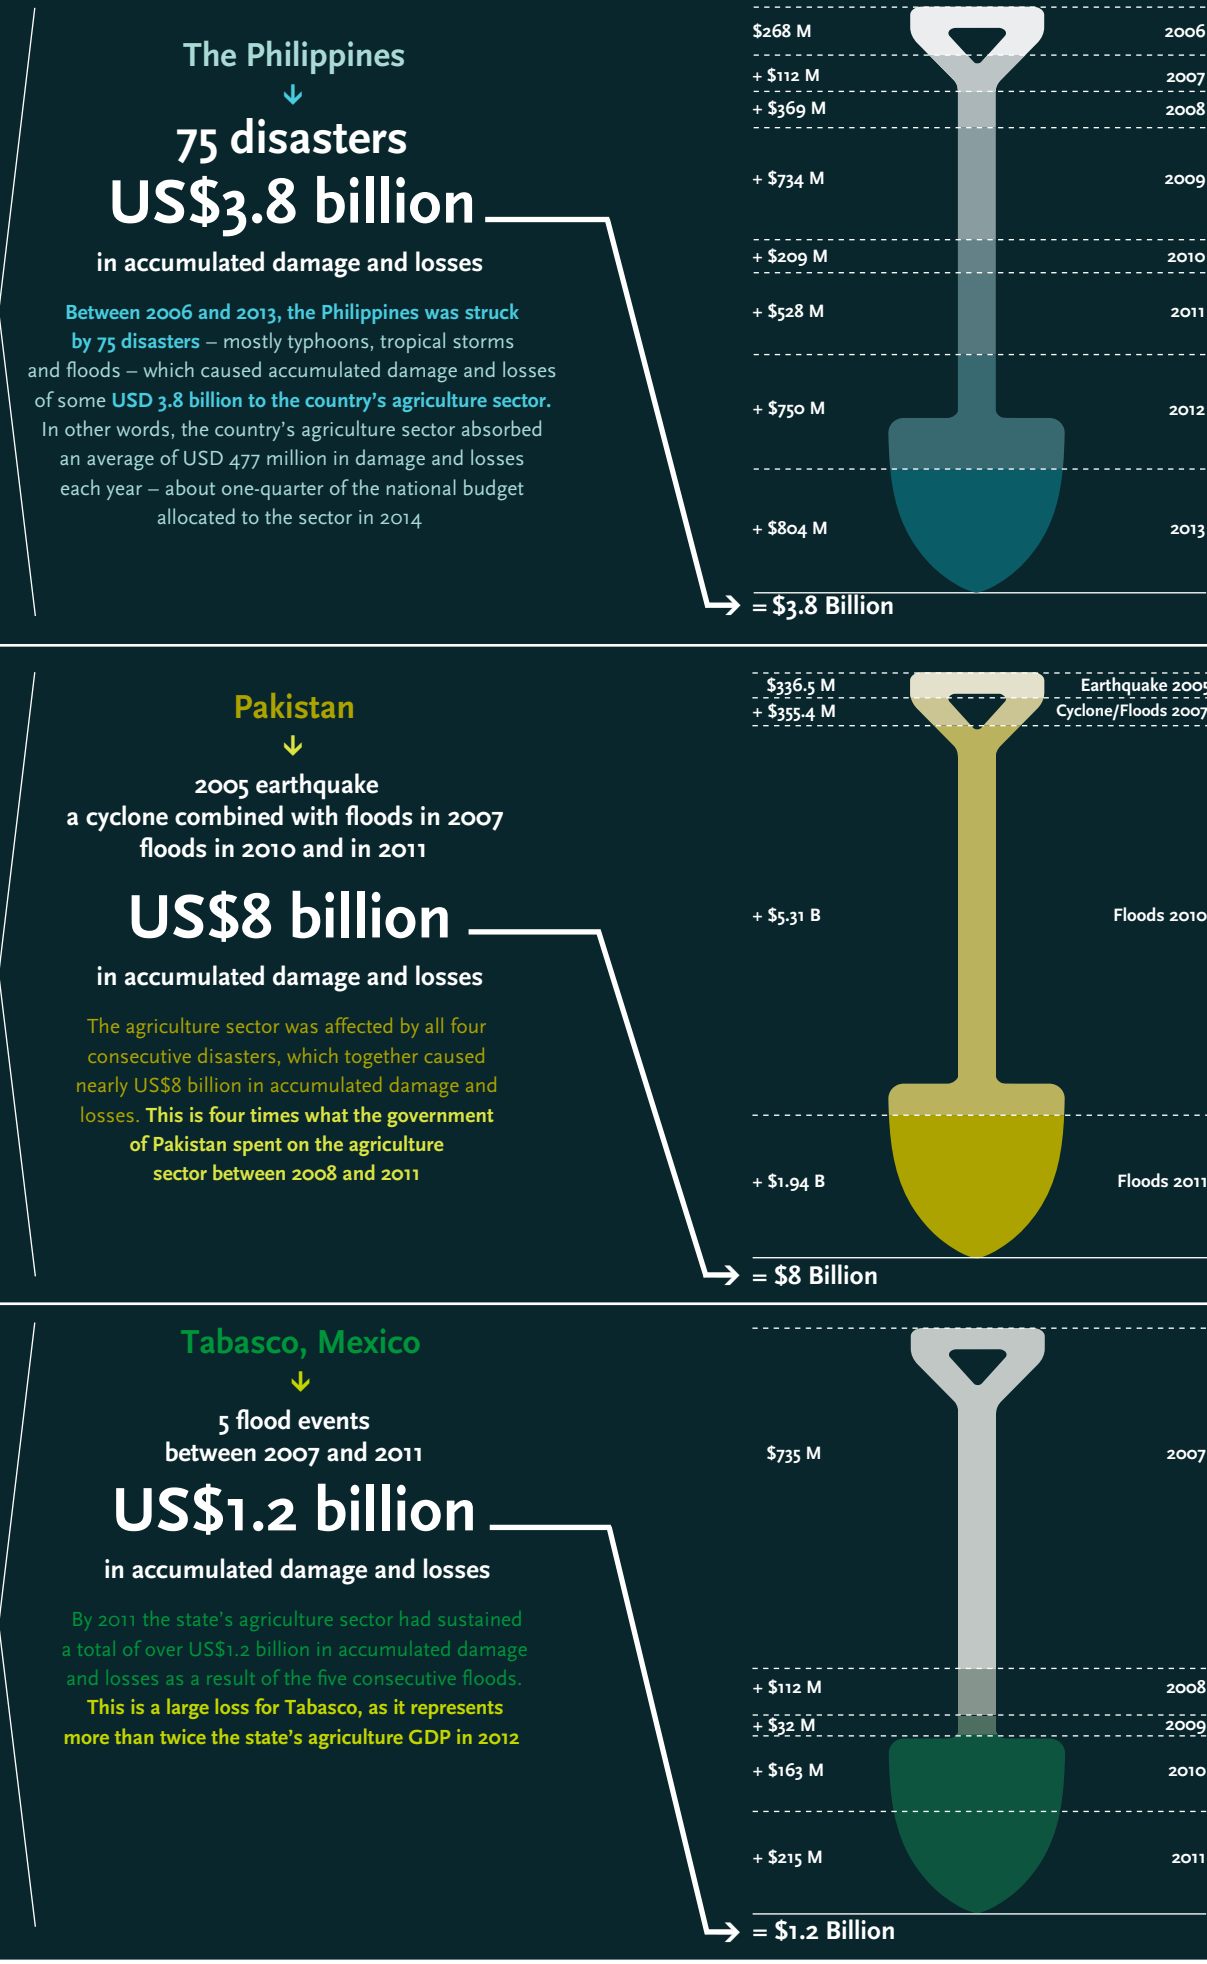 The Philippines
75 disasters
US$3.8 billion
in accumulated damage and losses
Between 2006 and 2013, the Philippines was struck
by 75 disasters – mostly typhoons, tropical storms
and floods – which caused accumulated damage and losses
of some USD 3.8 billion to the country's agriculture sector.
In other words, the country's agriculture sector absorbed
an average of USD 477 million in damage and losses
each year – about one-quarter of the national budget
allocated to the sector in 2014
$268 M 2006
+ $112 M 2007
+ $369 M 2008
+ $734 M 2009
+ $209 M 2010
+ $528 M 2011
+ $750 M 2012
+ $804 M 2013
= $3.8 Billion
Pakistan
2005 earthquake
a cyclone combined with floods in 2007
floods in 2010 and in 2011
US$8 billion
in accumulated damage and losses
The agriculture sector was affected by all four
consecutive disasters, which together caused
nearly US$8 billion in accumulated damage and
losses. This is four times what the government
of Pakistan spent on the agriculture
sector between 2008 and 2011
$336.5 M Earthquake 2005
+ $355.4 M Cyclone/Floods 2007
+ $5.31 B Floods 2010
+ $1.94 B Floods 2011
= $8 Billion
Tabasco, Mexico
5 flood events
between 2007 and 2011
US$1.2 billion
in accumulated damage and losses
By 2011 the state's agriculture sector had sustained
a total of over US$1.2 billion in accumulated damage
and losses as a result of the five consecutive floods.
This is a large loss for Tabasco, as it represents
more than twice the state's agriculture GDP in 2012
$735 M 2007
+ $112 M 2008
+ $32 M 2009
+ $163 M 2010
+ $215 M 2011
= $1.2 Billion